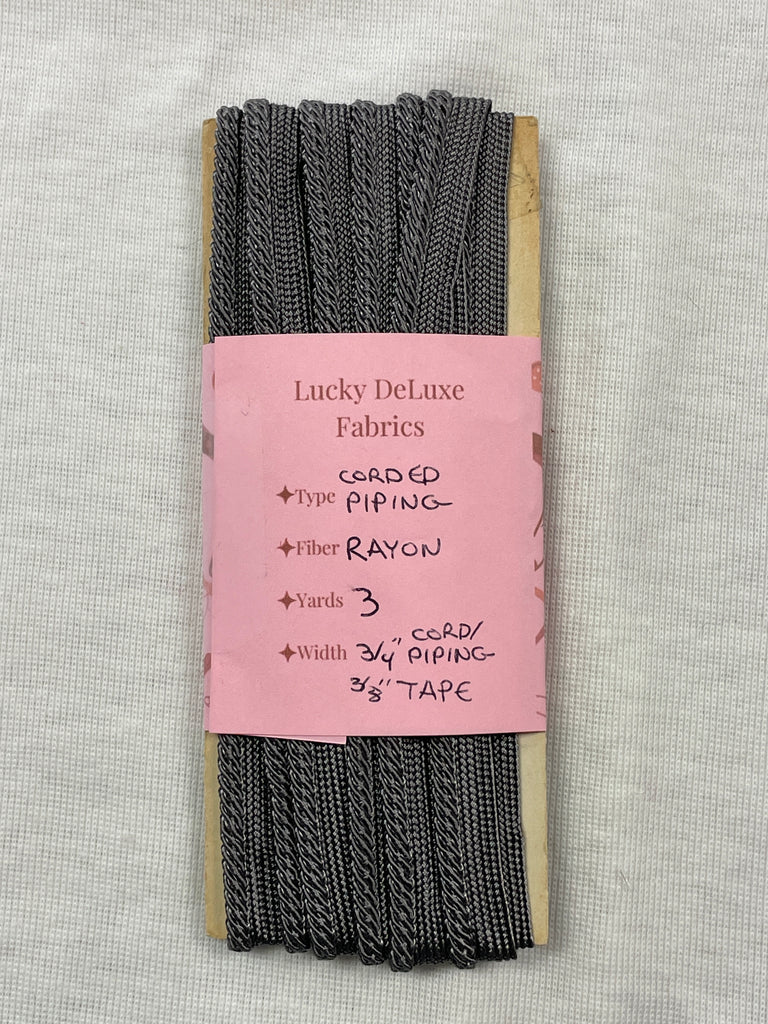 Lucky DeLuxe
Fabrics
Type CORDED
PIPING
Fiber RAYON
Yards 3
Width 3/4" CORD/
PIPING
3/8" TAPE